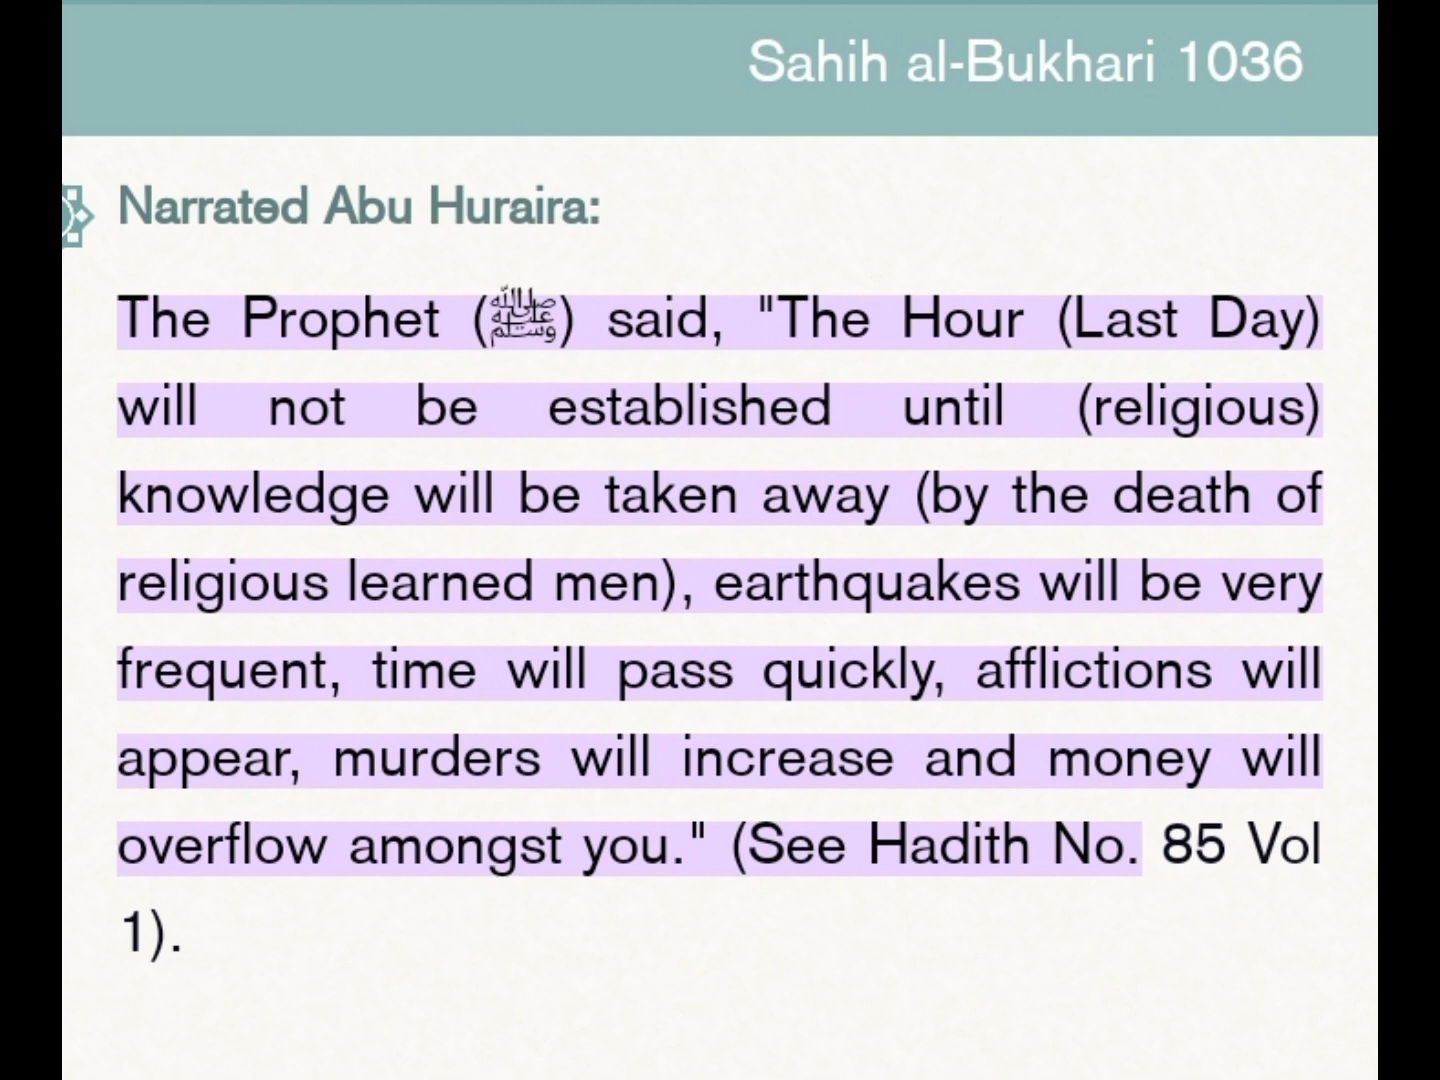 Sahih al-Bukhari 1036
Narrated Abu Huraira:
The Prophet (ﷺ) said, "The Hour (Last Day)
will not be established until (religious)
knowledge will be taken away (by the death of
religious learned men), earthquakes will be very
frequent, time will pass quickly, afflictions will
appear, murders will increase and money will
overflow amongst you." (See Hadith No. 85 Vol
1).